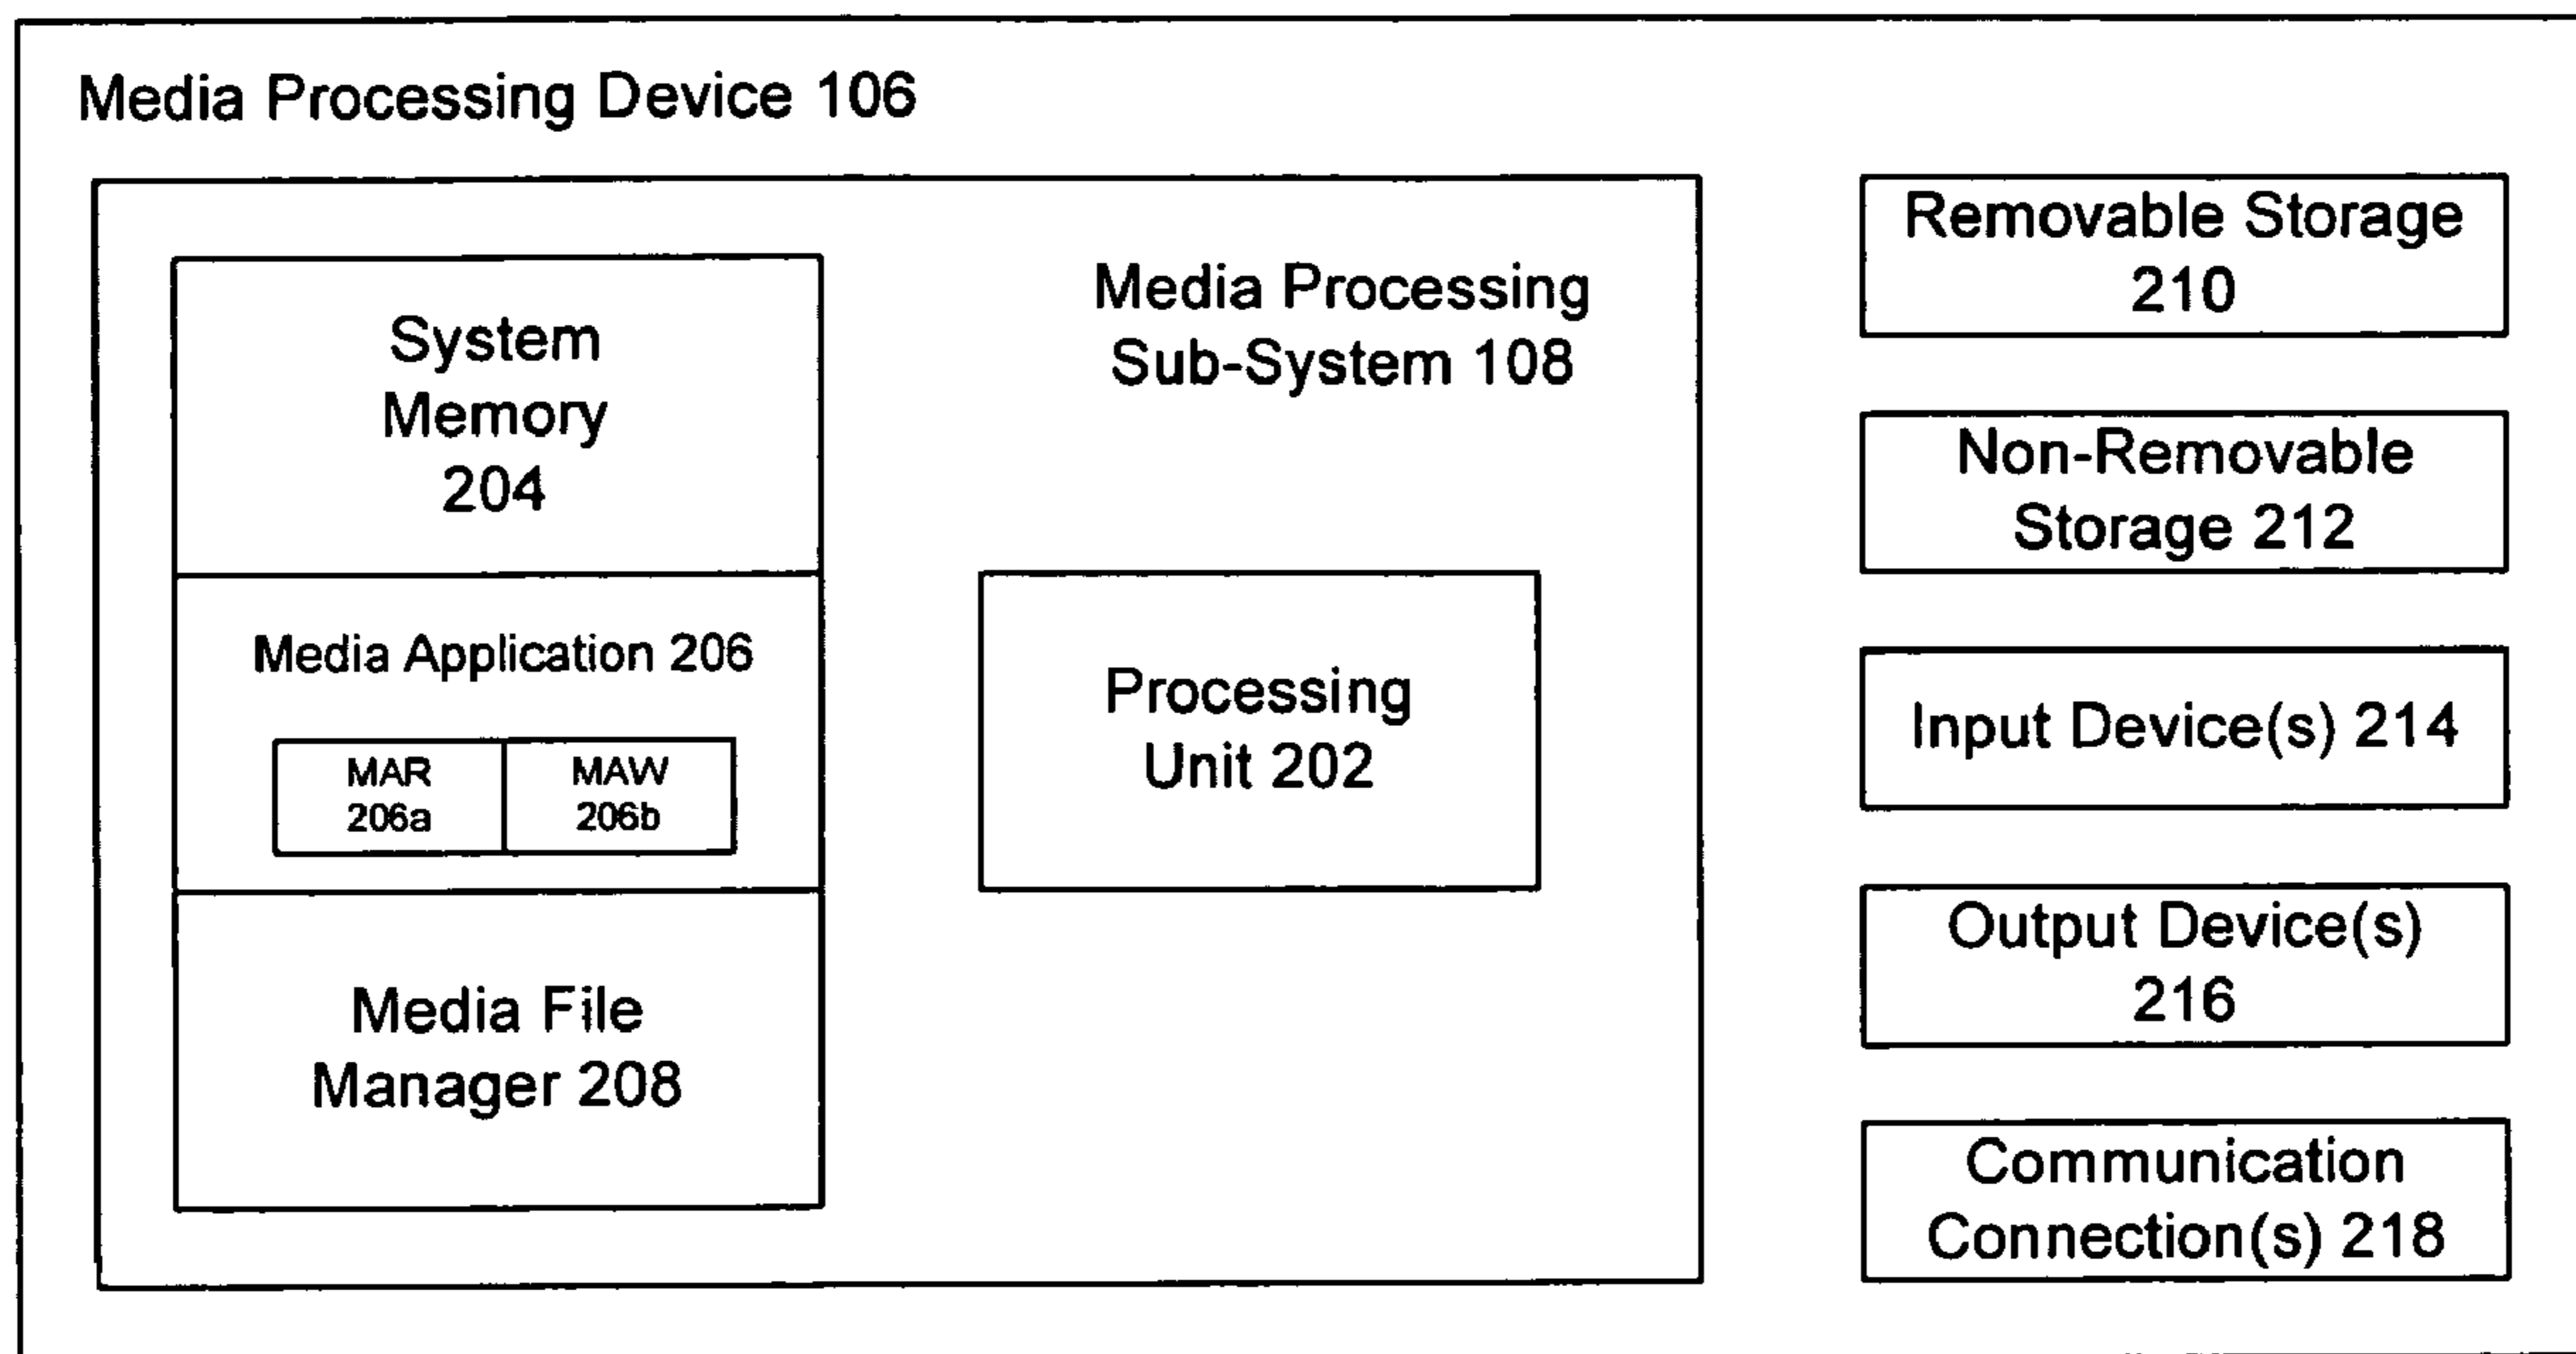 Media Processing Device 106
System
Memory
204
Media Application 206
MAR
206a
MAW
206b
Media File
Manager 208
Media Processing
Sub-System 108
Processing
Unit 202
Removable Storage
210
Non-Removable
Storage 212
Input Device(s) 214
Output Device(s)
216
Communication
Connection(s) 218